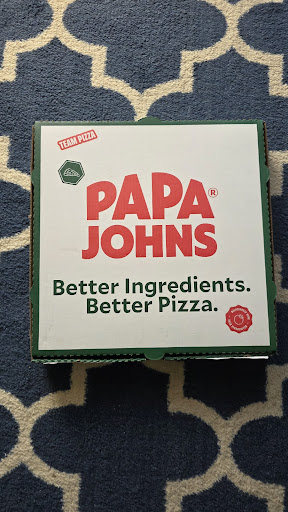 TEAM PIZZA
PAPA
JOHNS®
Better Ingredients.
Better Pizza.